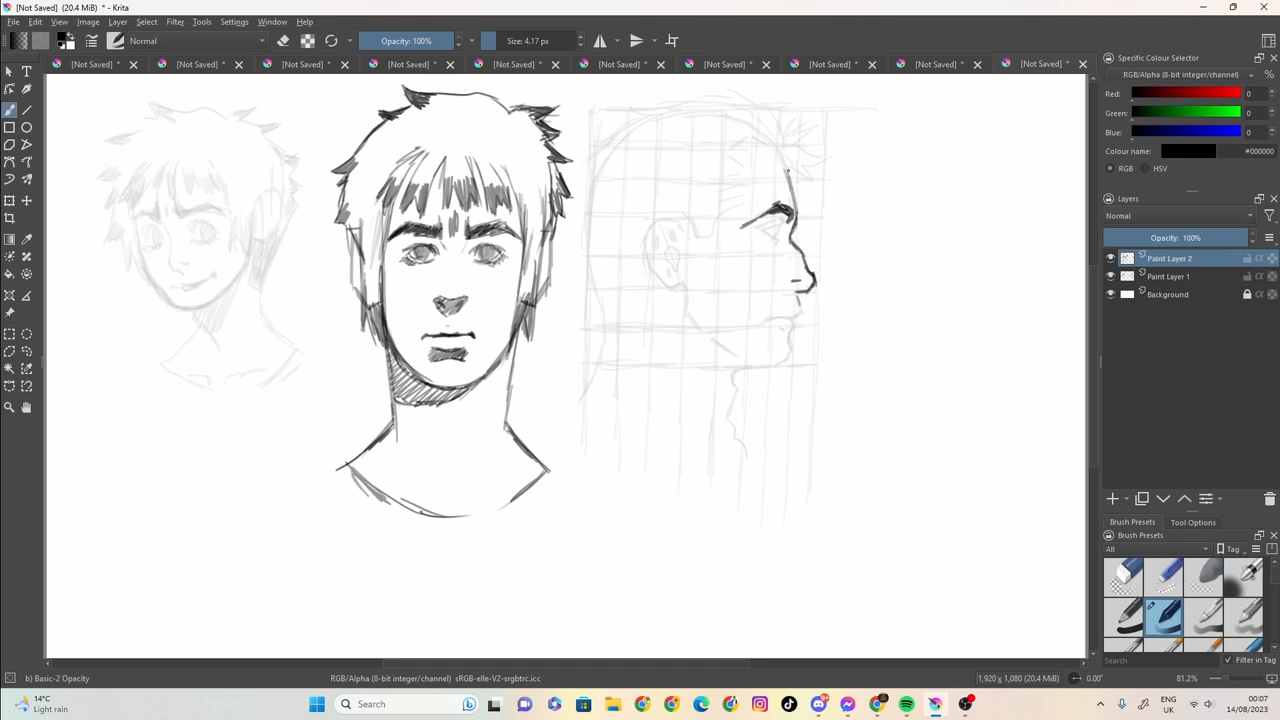 [Not Saved]  (20.4 MiB)  * - Krita
File Edit View Image Layer Select Filter Tools Settings Window Help
Normal Opacity: 100% Size: 4.17 px
[Not Saved] * [Not Saved] * [Not Saved] * [Not Saved] * [Not Saved] * [Not Saved] * [Not Saved] * [Not Saved] * [Not Saved] * [Not Saved] *
Specific Colour Selector
RGB/Alpha (8-bit integer/channel) %
Red: 0
Green: 0
Blue: 0
Colour name: #000000
RGB HSV
Layers
Normal
Opacity: 100%
Paint Layer 2
Paint Layer 1
Background
Brush Presets Tool Options
Brush Presets
All Tag
Search Filter in Tag
b) Basic-2 Opacity RGB/Alpha (8-bit integer/channel) sRGB-elle-V2-srgbtrc.icc 1,920 x 1,080 (20.4 MiB) 0.00° 81.2%
14°C
Light rain
Search
ENG
UK
00:07
14/08/2023